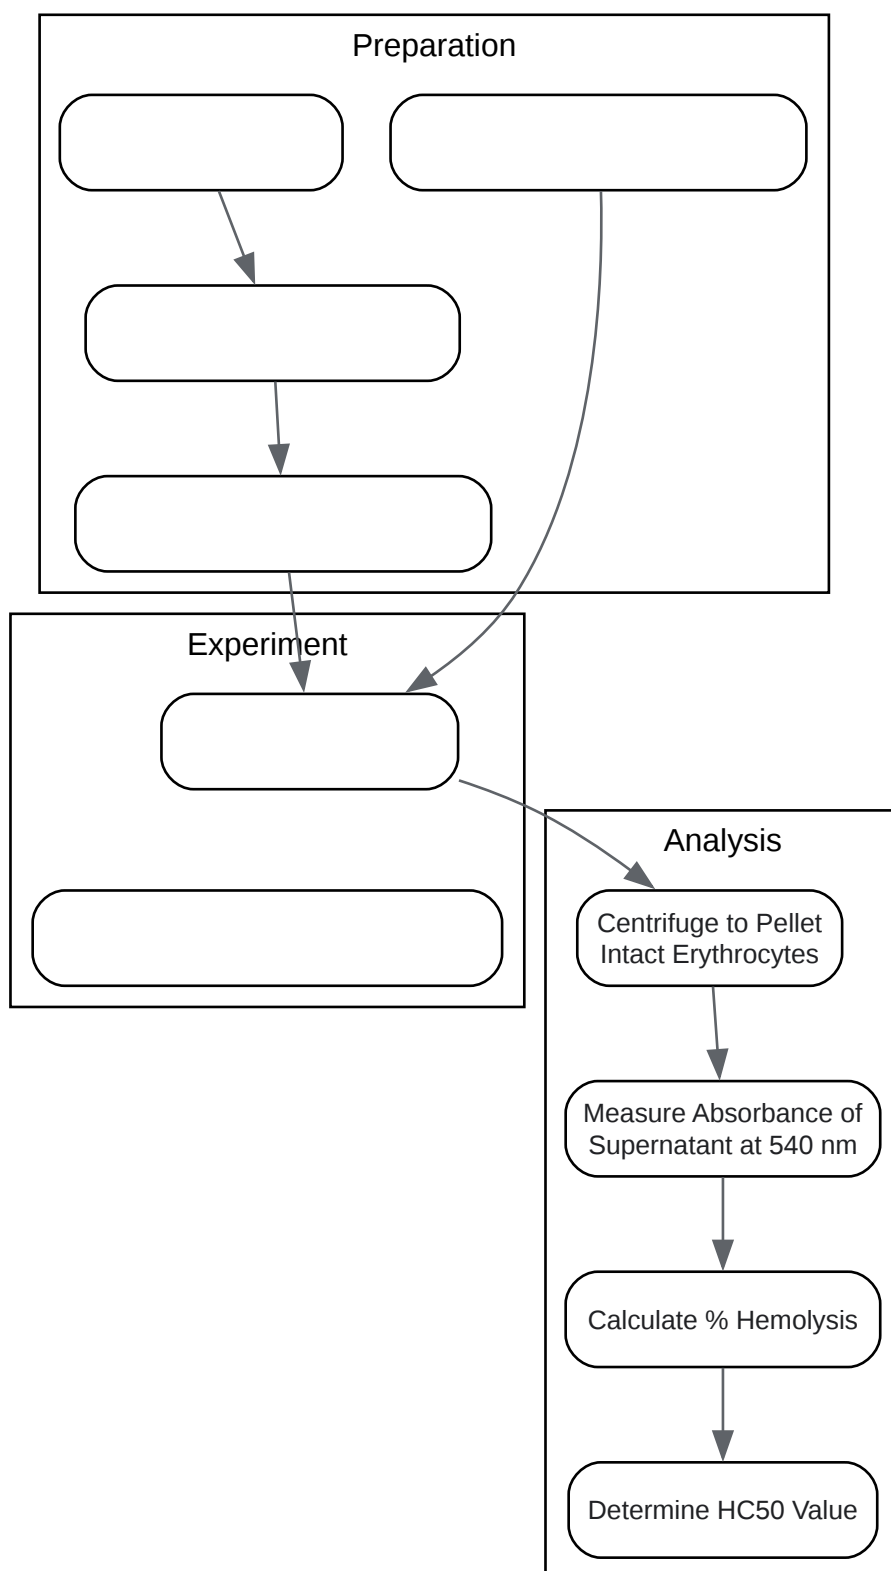 Preparation
Experiment
Analysis
Centrifuge to Pellet
Intact Erythrocytes
Measure Absorbance of
Supernatant at 540 nm
Calculate % Hemolysis
Determine HC50 Value